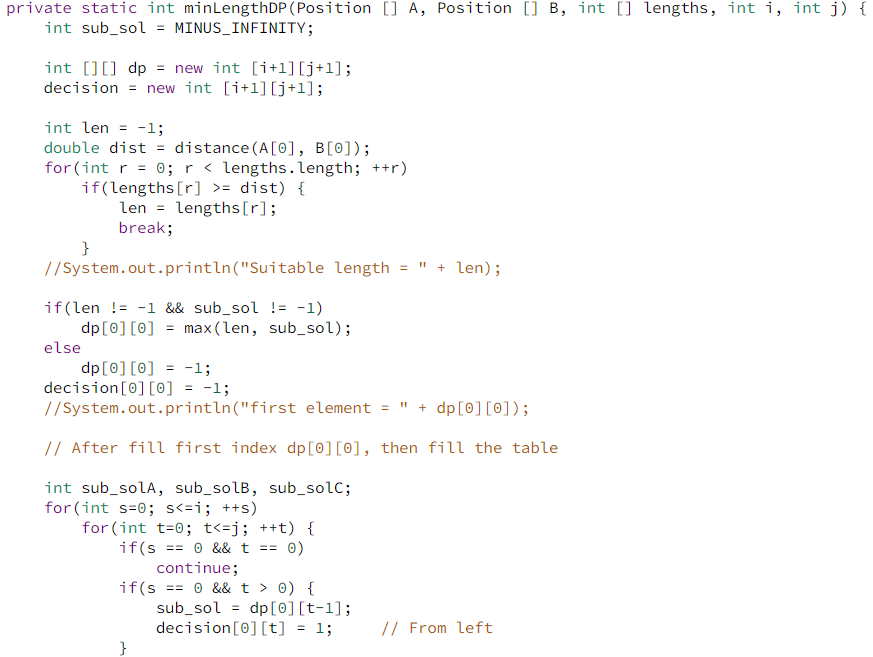 private static int minLengthDP(Position [] A, Position [] B, int [] lengths, int i, int j) {
    int sub_sol = MINUS_INFINITY;

    int [][] dp = new int [i+1][j+1];
    decision = new int [i+1][j+1];

    int len = -1;
    double dist = distance(A[0], B[0]);
    for(int r = 0; r < lengths.length; ++r)
        if(lengths[r] >= dist) {
            len = lengths[r];
            break;
        }
    //System.out.println("Suitable length = " + len);

    if(len != -1 && sub_sol != -1)
        dp[0][0] = max(len, sub_sol);
    else
        dp[0][0] = -1;
    decision[0][0] = -1;
    //System.out.println("first element = " + dp[0][0]);

    // After fill first index dp[0][0], then fill the table

    int sub_solA, sub_solB, sub_solC;
    for(int s=0; s<=i; ++s)
        for(int t=0; t<=j; ++t) {
            if(s == 0 && t == 0)
                continue;
            if(s == 0 && t > 0) {
                sub_sol = dp[0][t-1];
                decision[0][t] = 1;     // From left
            }